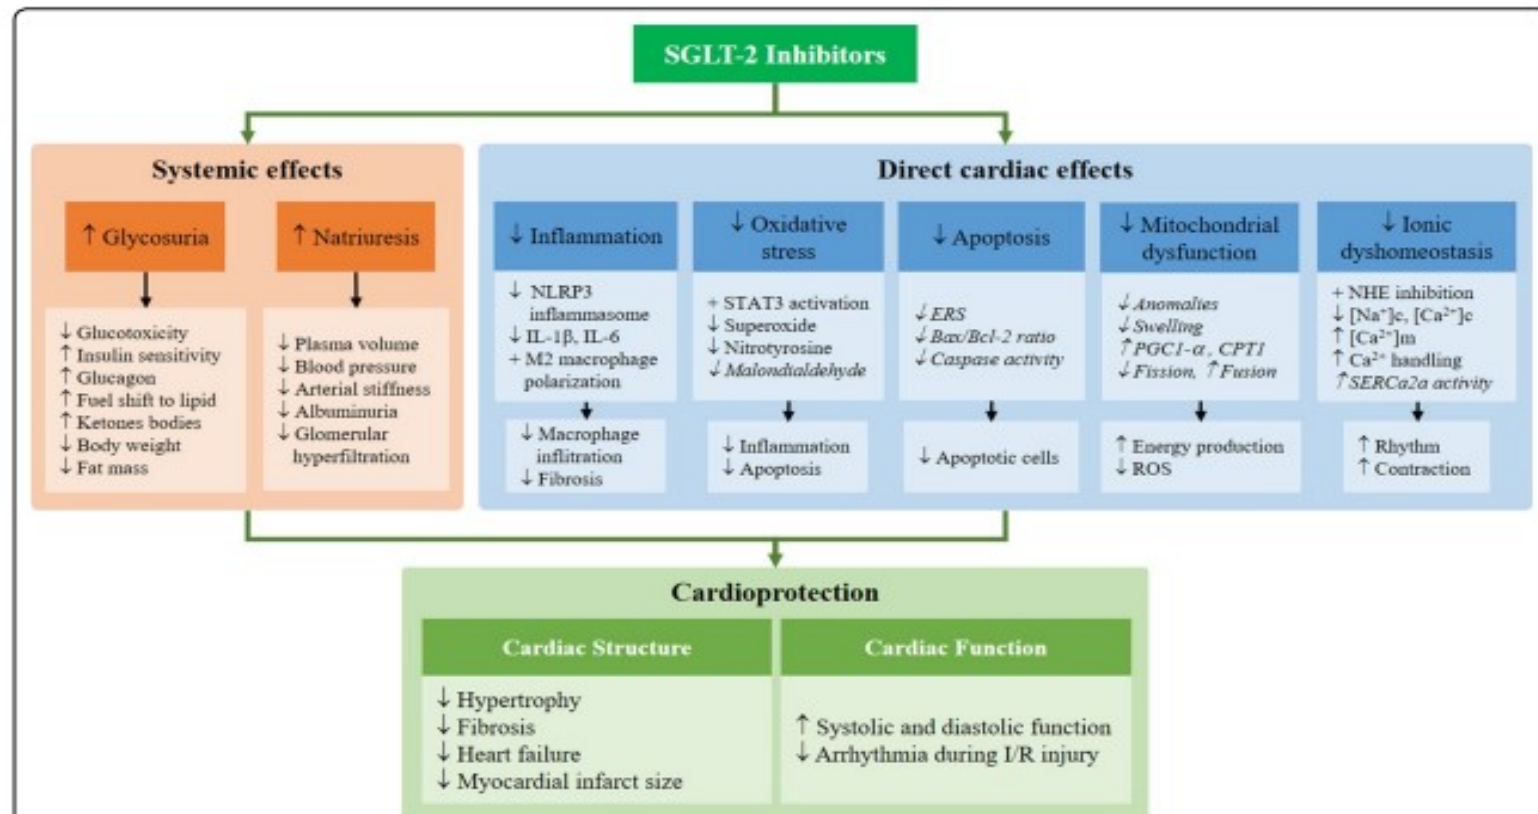 SGLT-2 Inhibitors
Systemic effects
↑ Glycosuria
↓ Glucotoxicity
↑ Insulin sensitivity
↑ Glucagon
↑ Fuel shift to lipid
↑ Ketones bodies
↓ Body weight
↓ Fat mass
↑ Natriuresis
↓ Plasma volume
↓ Blood pressure
↓ Arterial stiffness
↓ Albuminuria
↓ Glomerular
hyperfiltration
Direct cardiac effects
↓ Inflammation
↓ NLRP3
inflammasome
↓ IL-1β, IL-6
+ M2 macrophage
polarization
↓ Macrophage
inflitration
↓ Fibrosis
↓ Oxidative
stress
+ STAT3 activation
↓ Superoxide
↓ Nitrotyrosine
↓ Malondialdehyde
↓ Inflammation
↓ Apoptosis
↓ Apoptosis
↓ ERS
↓ Bax/Bcl-2 ratio
↓ Caspase activity
↓ Apoptotic cells
↓ Mitochondrial
dysfunction
↓ Anomalies
↓ Swelling
↑ PGC1-α, CPT1
↓ Fission, ↑ Fusion
↑ Energy production
↓ ROS
↓ Ionic
dyshomeostasis
+ NHE inhibition
↓ [Na⁺]c, [Ca²⁺]c
↑ [Ca²⁺]m
↑ Ca²⁺ handling
↑ SERCa2a activity
↑ Rhythm
↑ Contraction
Cardioprotection
Cardiac Structure
↓ Hypertrophy
↓ Fibrosis
↓ Heart failure
↓ Myocardial infarct size
Cardiac Function
↑ Systolic and diastolic function
↓ Arrhythmia during I/R injury